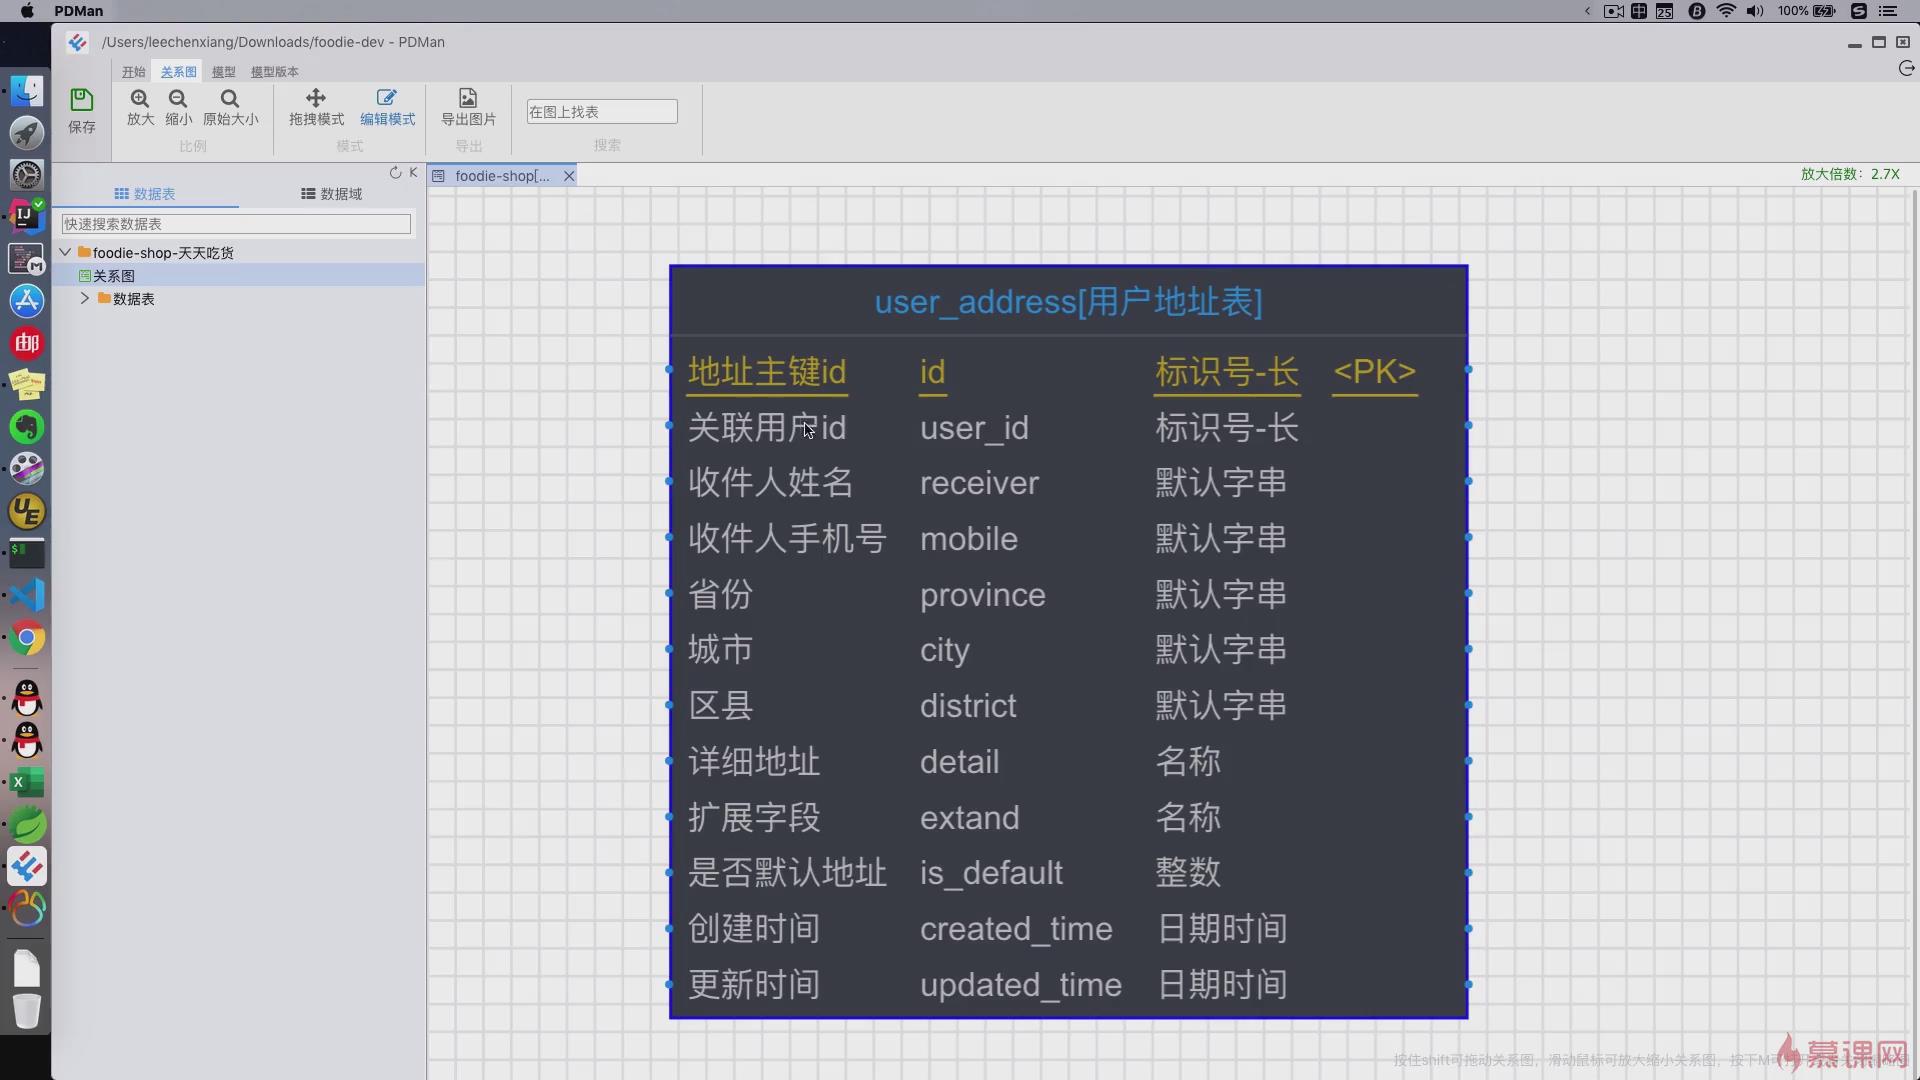 PDMan
25
100%
/Users/leechenxiang/Downloads/foodie-dev - PDMan
开始 关系图 模型 模型版本
保存
放大 缩小 原始大小
比例
拖拽模式 编辑模式
模式
导出图片
导出
在图上找表
搜索
数据表 数据域
快速搜索数据表
foodie-shop-天天吃货
关系图
数据表
foodie-shop[...
放大倍数：2.7X
user_address[用户地址表]
地址主键id id 标识号-长 <PK>
关联用户id user_id 标识号-长
收件人姓名 receiver 默认字串
收件人手机号 mobile 默认字串
省份 province 默认字串
城市 city 默认字串
区县 district 默认字串
详细地址 detail 名称
扩展字段 extand 名称
是否默认地址 is_default 整数
创建时间 created_time 日期时间
更新时间 updated_time 日期时间
按住shift可拖动关系图，滑动鼠标可放大缩小关系图，按下M可打开
慕课网